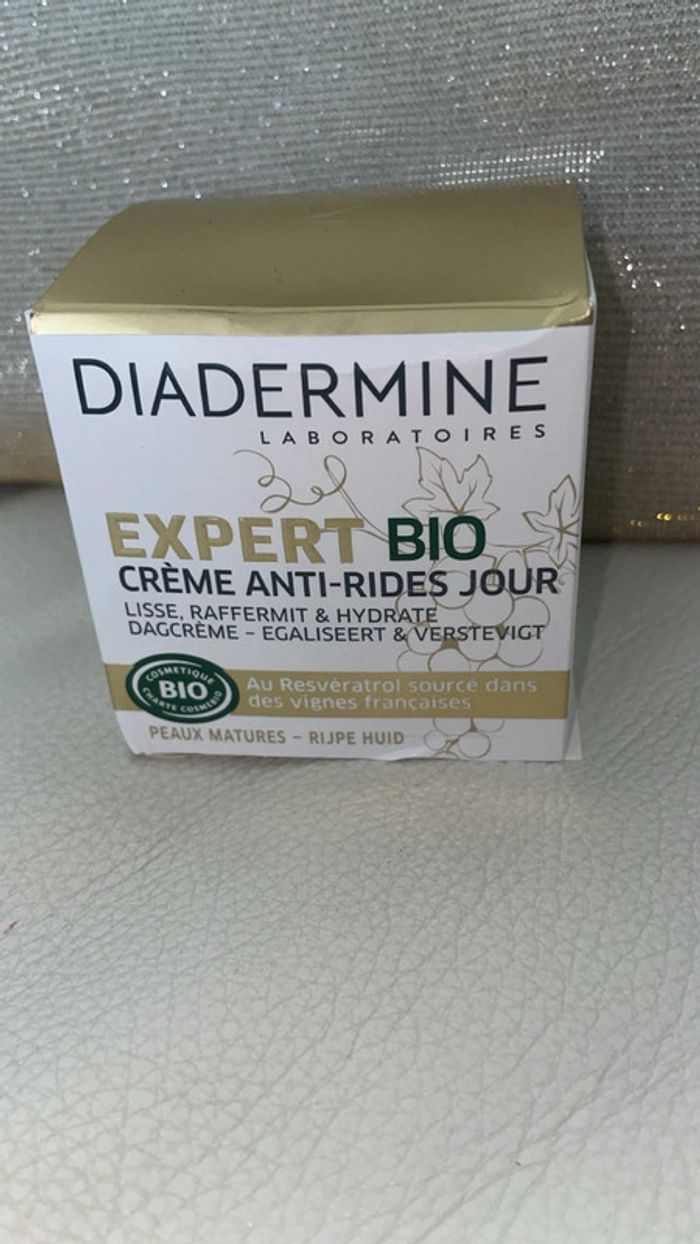 DIADERMINE
LABORATOIRES
EXPERT BIO
CRÈME ANTI-RIDES JOUR
LISSE, RAFFERMIT & HYDRATE
DAGCRÈME – EGALISEERT & VERSTEVIGT
COSMETIQUE
BIO
CHARTE COSMEBIO
Au Resvératrol sourcé dans
des vignes françaises
PEAUX MATURES – RIJPE HUID